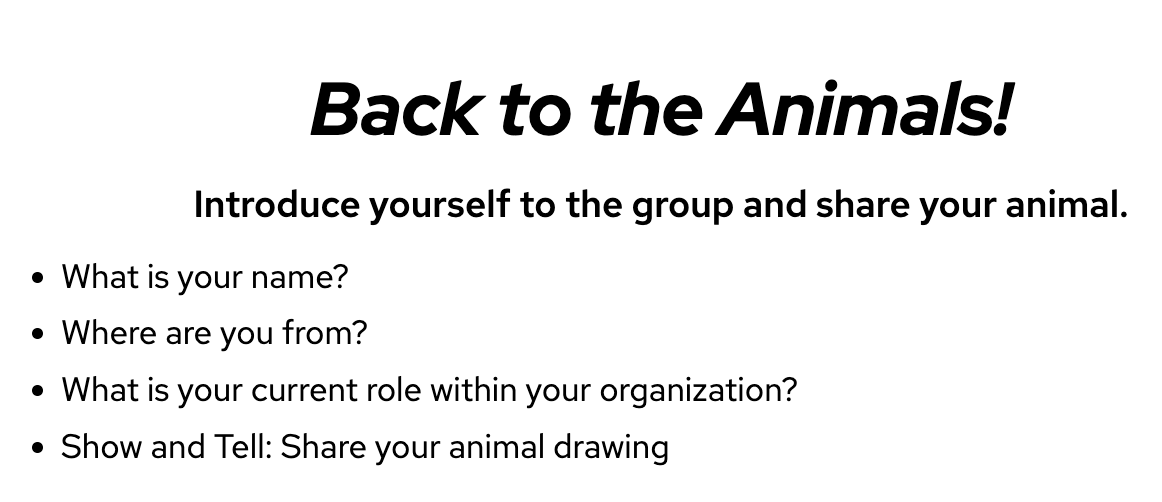 Back to the Animals!
Introduce yourself to the group and share your animal.
• What is your name?
• Where are you from?
• What is your current role within your organization?
• Show and Tell: Share your animal drawing